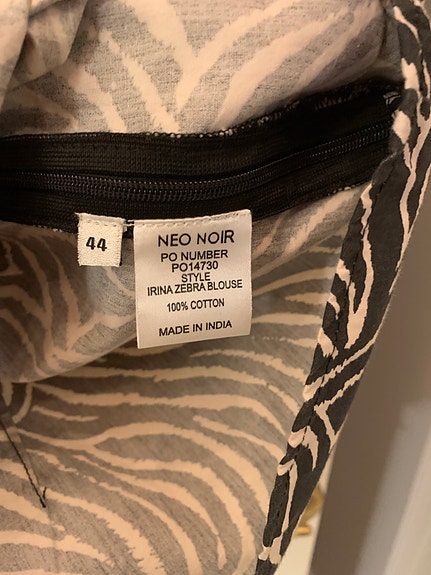 44
NEO NOIR
PO NUMBER
PO14730
STYLE
IRINA ZEBRA BLOUSE
100% COTTON
MADE IN INDIA